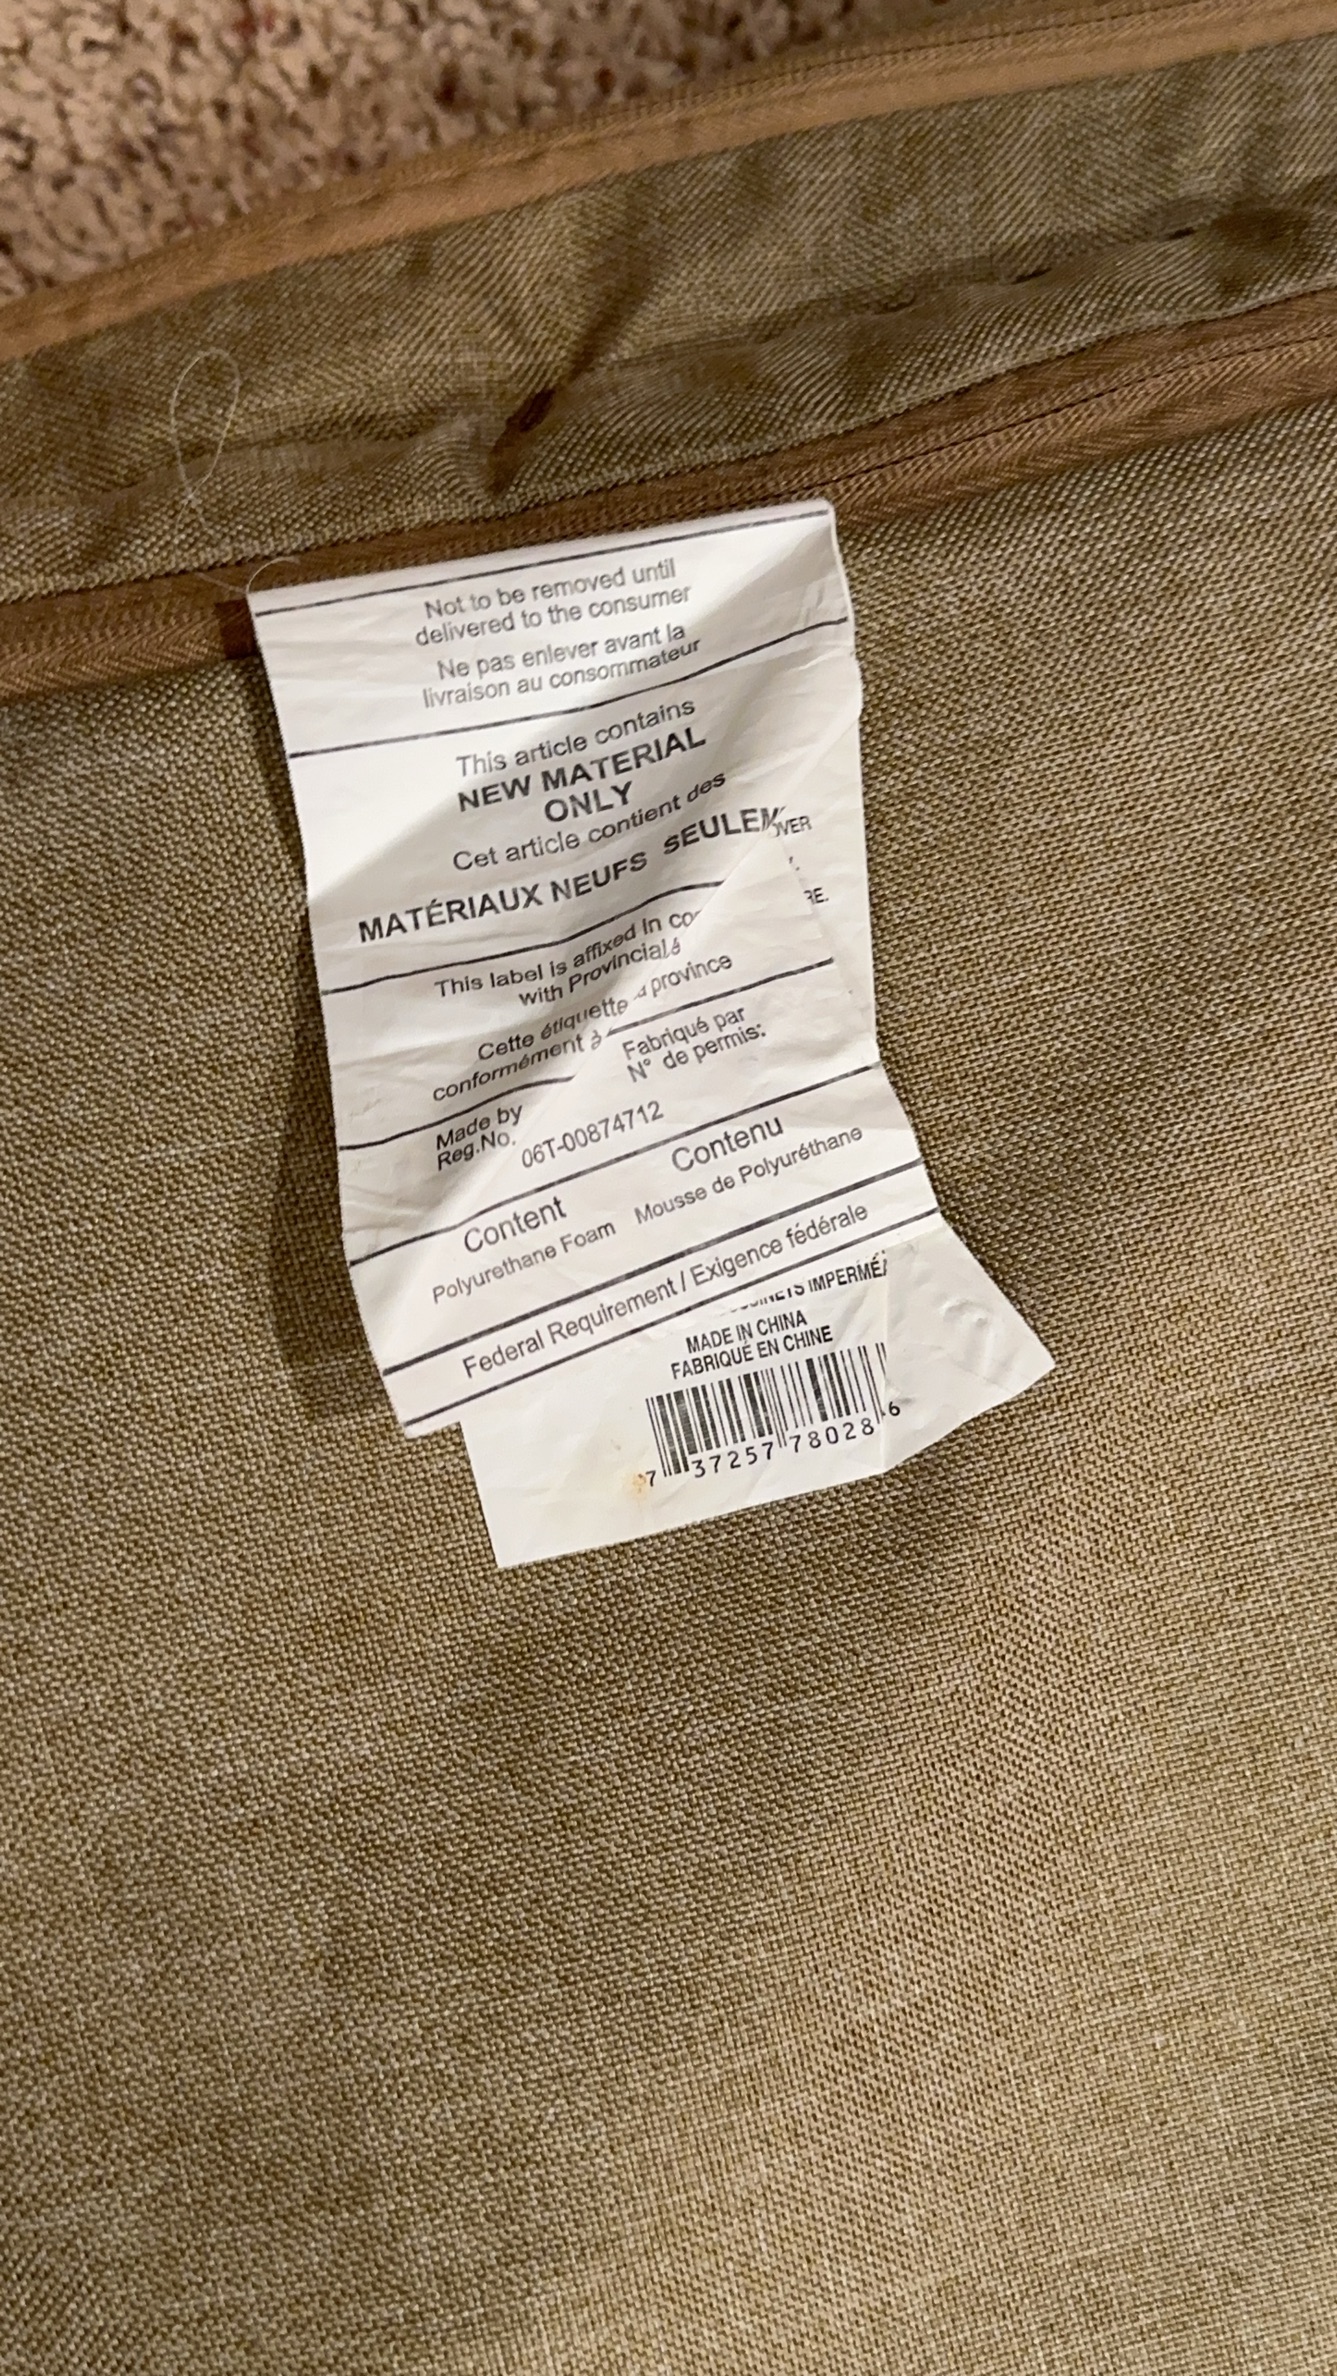 Not to be removed until
delivered to the consumer
Ne pas enlever avant la
livraison au consommateur
This article contains
NEW MATERIAL
ONLY
Cet article contient des
MATÉRIAUX NEUFS SEULEM
This label is affixed in
with Provincial
Cette étiquette province
conformément à
Made by
Reg.No. 06T-00874712
Fabriqué par
N° de permis:
Content Contenu
Polyurethane Foam Mousse de Polyuréthane
Federal Requirement / Exigence fédérale
MADE IN CHINA
FABRIQUÉ EN CHINE
7 37257 78028 6